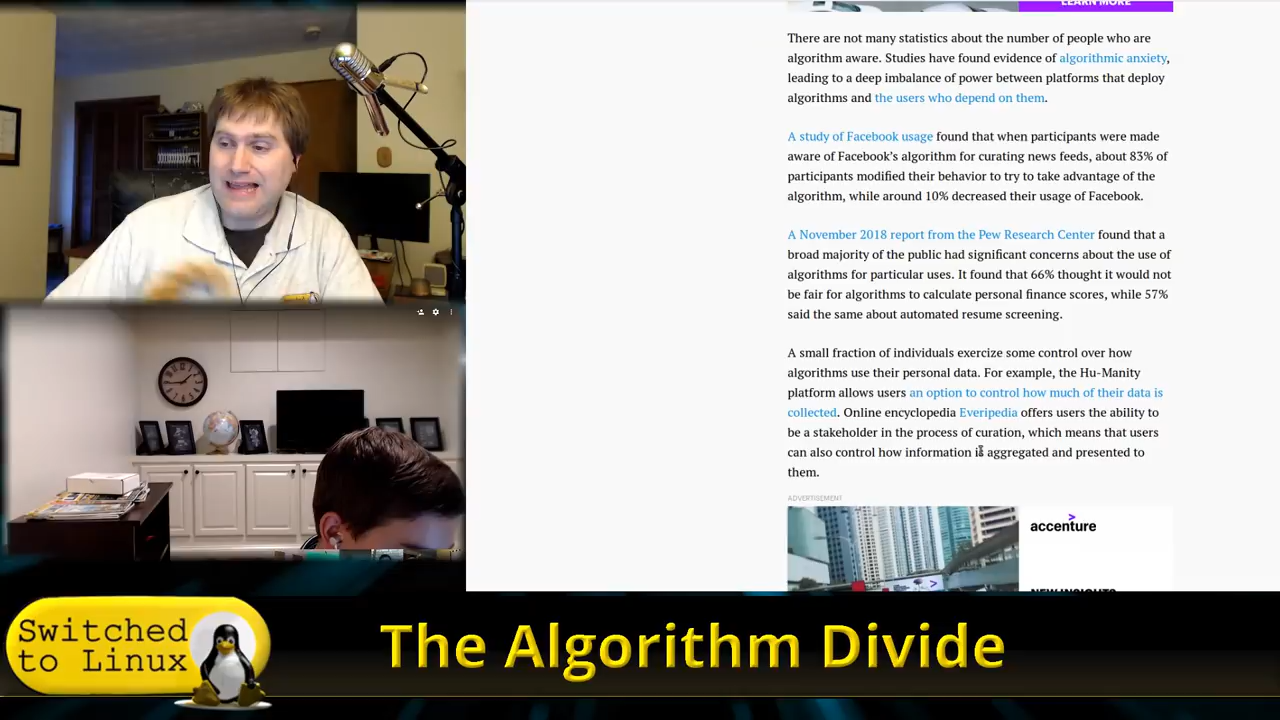 LEARN MORE
There are not many statistics about the number of people who are
algorithm aware. Studies have found evidence of algorithmic anxiety,
leading to a deep imbalance of power between platforms that deploy
algorithms and the users who depend on them.
A study of Facebook usage found that when participants were made
aware of Facebook's algorithm for curating news feeds, about 83% of
participants modified their behavior to try to take advantage of the
algorithm, while around 10% decreased their usage of Facebook.
A November 2018 report from the Pew Research Center found that a
broad majority of the public had significant concerns about the use of
algorithms for particular uses. It found that 66% thought it would not
be fair for algorithms to calculate personal finance scores, while 57%
said the same about automated resume screening.
A small fraction of individuals exercize some control over how
algorithms use their personal data. For example, the Hu-Manity
platform allows users an option to control how much of their data is
collected. Online encyclopedia Everipedia offers users the ability to
be a stakeholder in the process of curation, which means that users
can also control how information is aggregated and presented to
them.
ADVERTISEMENT
accenture
NEW INSIGHTS
Switched
to Linux
The Algorithm Divide